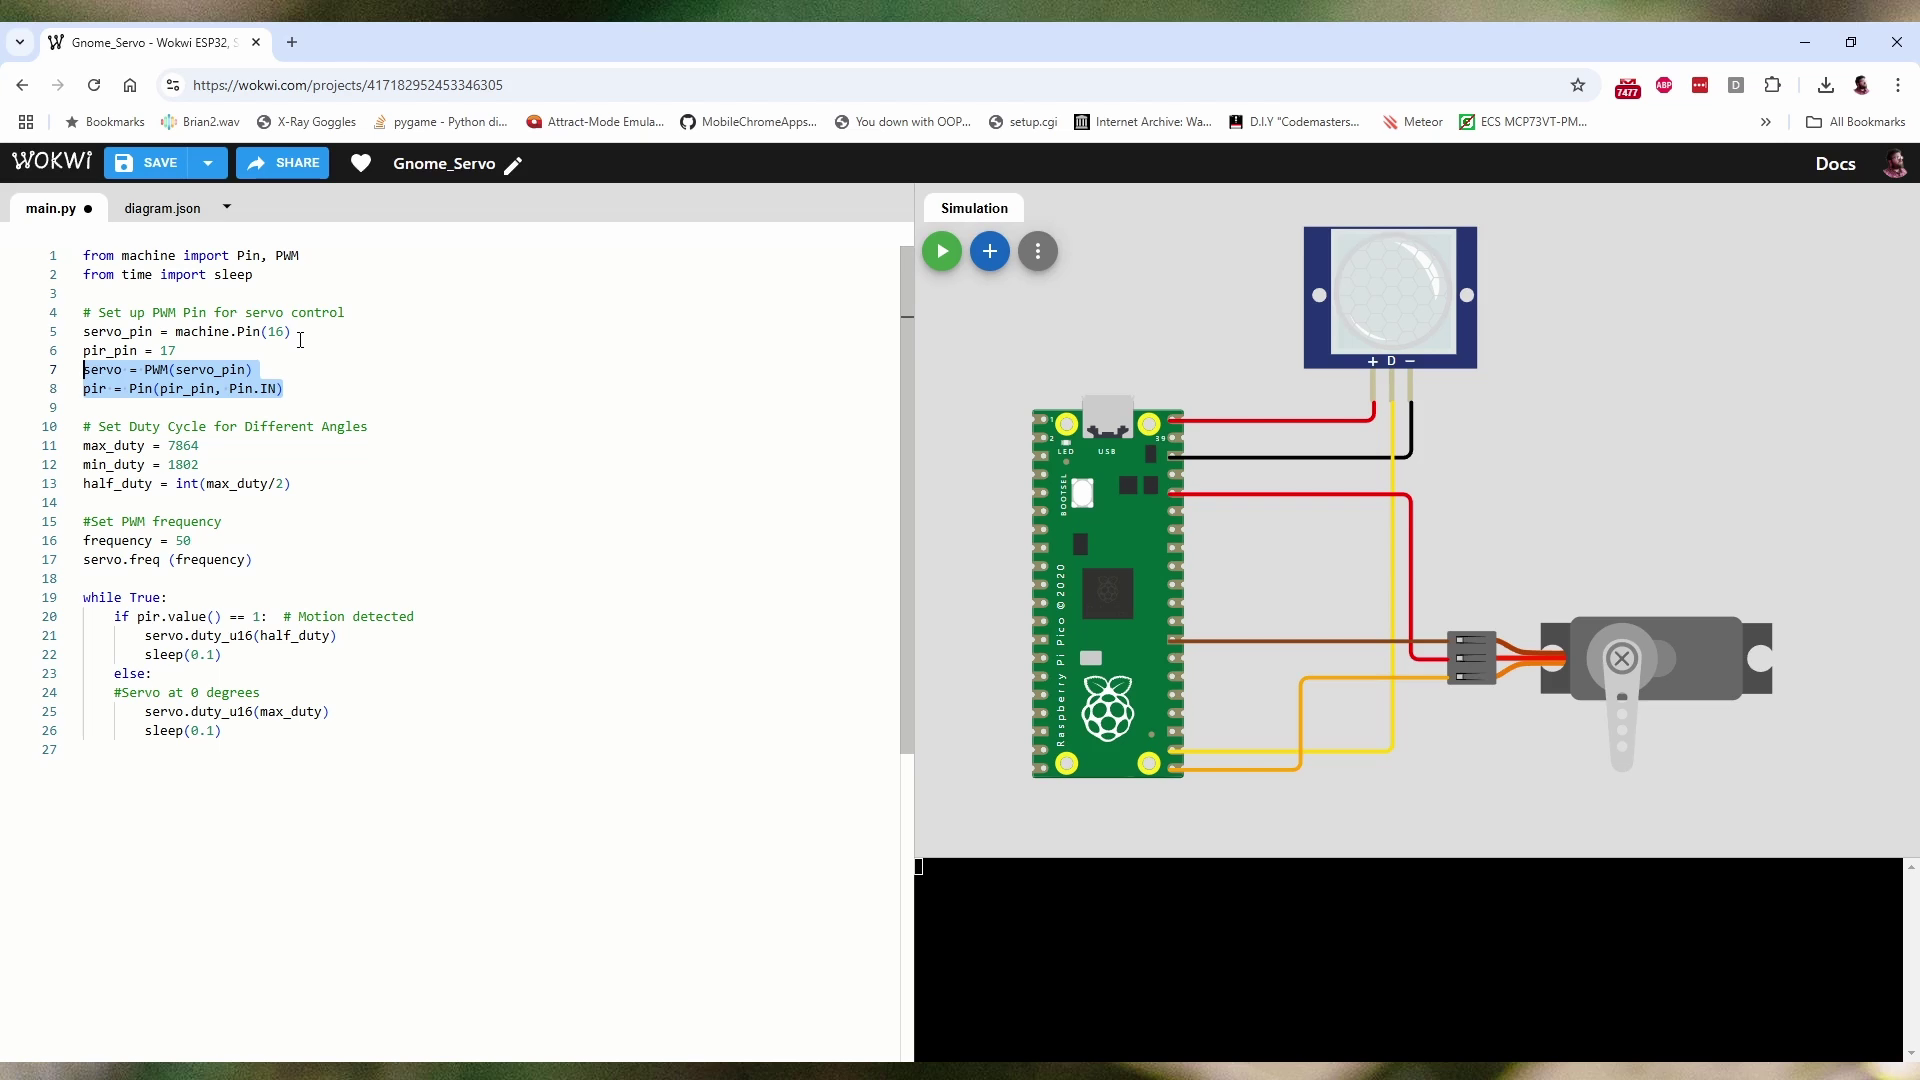 Gnome_Servo - Wokwi ESP32, S
https://wokwi.com/projects/417182952453346305
7477
ABP
D
Bookmarks
Brian2.wav
X-Ray Goggles
pygame - Python di...
Attract-Mode Emula...
MobileChromeApps...
You down with OOP...
setup.cgi
Internet Archive: Wa...
D.I.Y "Codemasters...
Meteor
ECS MCP73VT-PM...
All Bookmarks
WOKWI
SAVE
SHARE
Gnome_Servo
Docs
main.py
diagram.json
Simulation
1 from machine import Pin, PWM
2 from time import sleep
3
4 # Set up PWM Pin for servo control
5 servo_pin = machine.Pin(16)
6 pir_pin = 17
7 servo = PWM(servo_pin)
8 pir = Pin(pir_pin, Pin.IN)
9
10 # Set Duty Cycle for Different Angles
11 max_duty = 7864
12 min_duty = 1802
13 half_duty = int(max_duty/2)
14
15 #Set PWM frequency
16 frequency = 50
17 servo.freq (frequency)
18
19 while True:
20 if pir.value() == 1:  # Motion detected
21 servo.duty_u16(half_duty)
22 sleep(0.1)
23 else:
24 #Servo at 0 degrees
25 servo.duty_u16(max_duty)
26 sleep(0.1)
27
+ D −
1
2
39
LED
USB
BOOTSEL
Raspberry Pi Pico ©2020